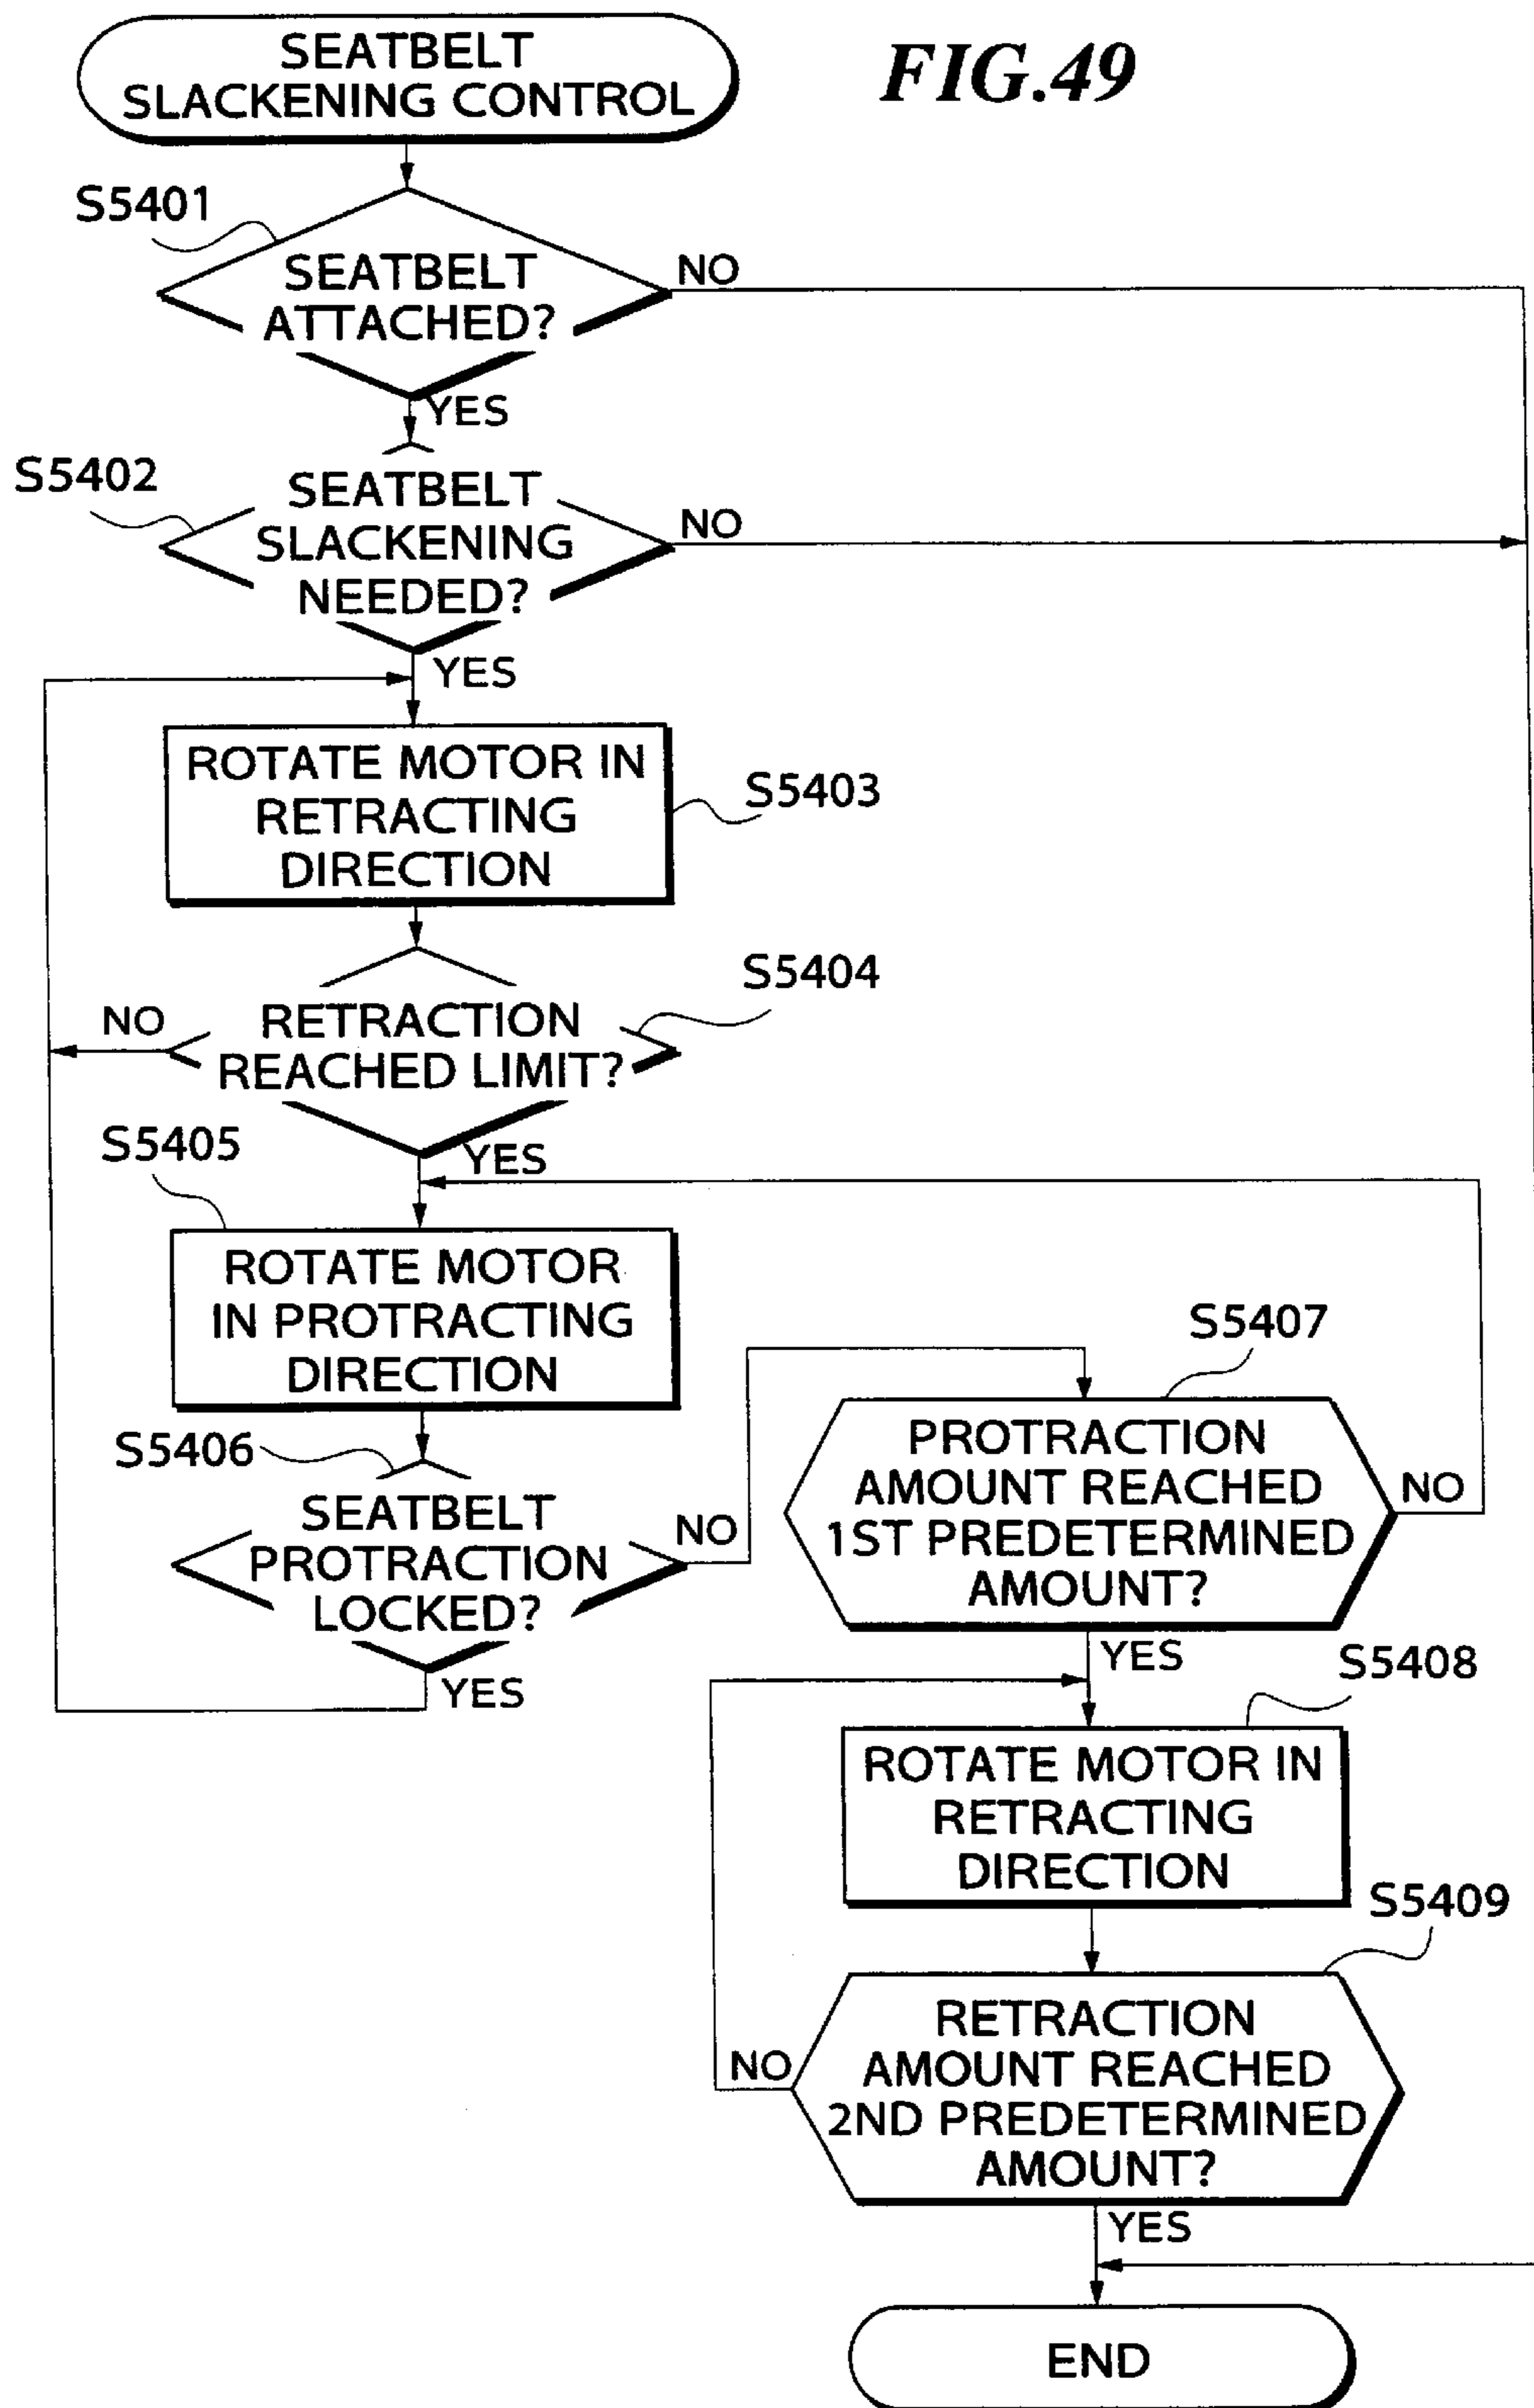 SEATBELT
SLACKENING CONTROL
FIG.49
S5401
SEATBELT
ATTACHED?
NO
YES
S5402
SEATBELT
SLACKENING
NEEDED?
NO
YES
ROTATE MOTOR IN
RETRACTING
DIRECTION
S5403
S5404
NO
RETRACTION
REACHED LIMIT?
YES
S5405
ROTATE MOTOR
IN PROTRACTING
DIRECTION
S5406
SEATBELT
PROTRACTION
LOCKED?
NO
YES
S5407
PROTRACTION
AMOUNT REACHED
1ST PREDETERMINED
AMOUNT?
NO
YES
S5408
ROTATE MOTOR IN
RETRACTING
DIRECTION
S5409
RETRACTION
AMOUNT REACHED
2ND PREDETERMINED
AMOUNT?
NO
YES
END